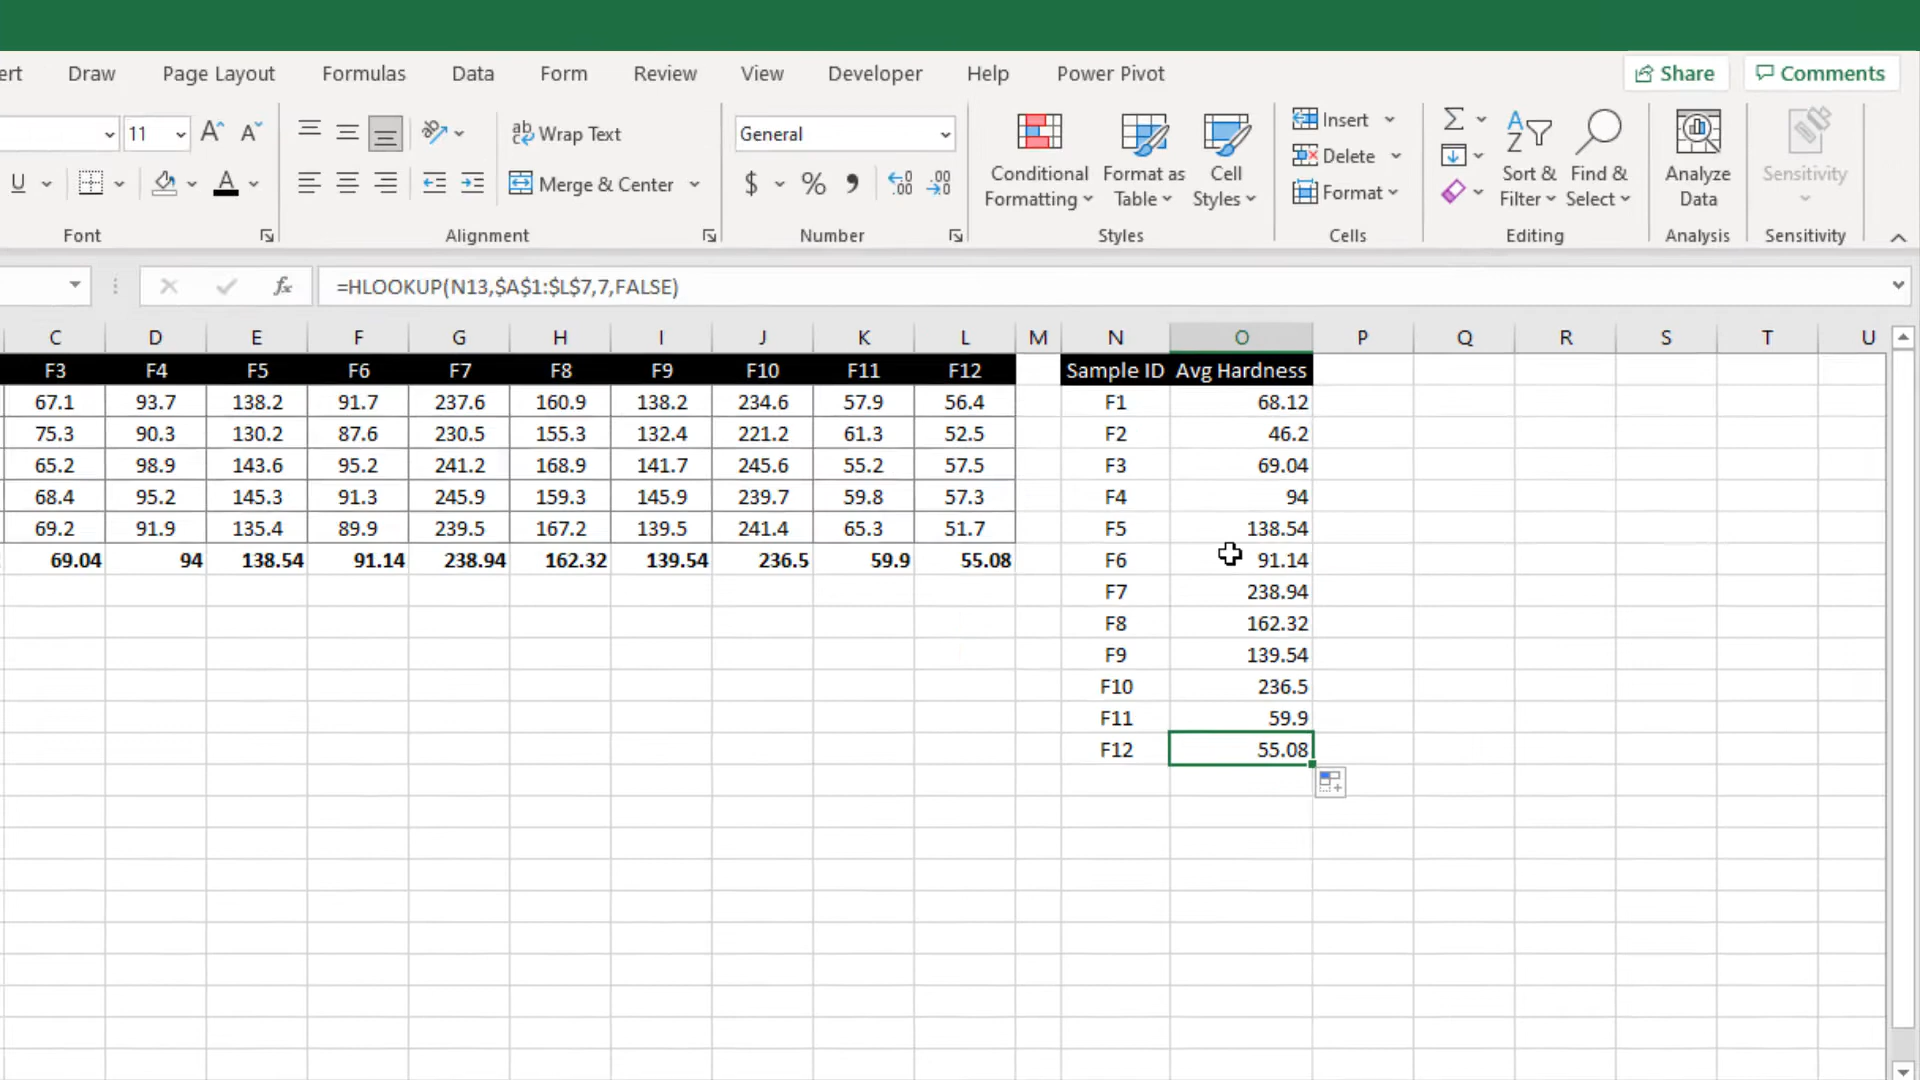 ert Draw Page Layout Formulas Data Form Review View Developer Help Power Pivot Share Comments
11 A A ab Wrap Text General Conditional Formatting Format as Table Cell Styles Insert Delete Format Sort & Filter Find & Select Analyze Data Sensitivity
U A Merge & Center $ % , .00
Font Alignment Number Styles Cells Editing Analysis Sensitivity
fx =HLOOKUP(N13,$A$1:$L$7,7,FALSE)
C D E F G H I J K L M N O P Q R S T U
F3 F4 F5 F6 F7 F8 F9 F10 F11 F12 Sample ID Avg Hardness
67.1 93.7 138.2 91.7 237.6 160.9 138.2 234.6 57.9 56.4 F1 68.12
75.3 90.3 130.2 87.6 230.5 155.3 132.4 221.2 61.3 52.5 F2 46.2
65.2 98.9 143.6 95.2 241.2 168.9 141.7 245.6 55.2 57.5 F3 69.04
68.4 95.2 145.3 91.3 245.9 159.3 145.9 239.7 59.8 57.3 F4 94
69.2 91.9 135.4 89.9 239.5 167.2 139.5 241.4 65.3 51.7 F5 138.54
69.04 94 138.54 91.14 238.94 162.32 139.54 236.5 59.9 55.08 F6 91.14
F7 238.94
F8 162.32
F9 139.54
F10 236.5
F11 59.9
F12 55.08